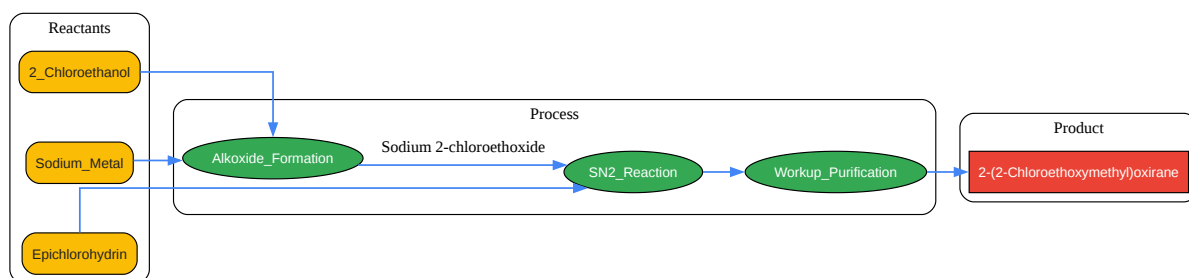 Reactants
2_Chloroethanol
Sodium_Metal
Epichlorohydrin
Process
Alkoxide_Formation
Sodium 2-chloroethoxide
SN2_Reaction
Workup_Purification
Product
2-(2-Chloroethoxymethyl)oxirane